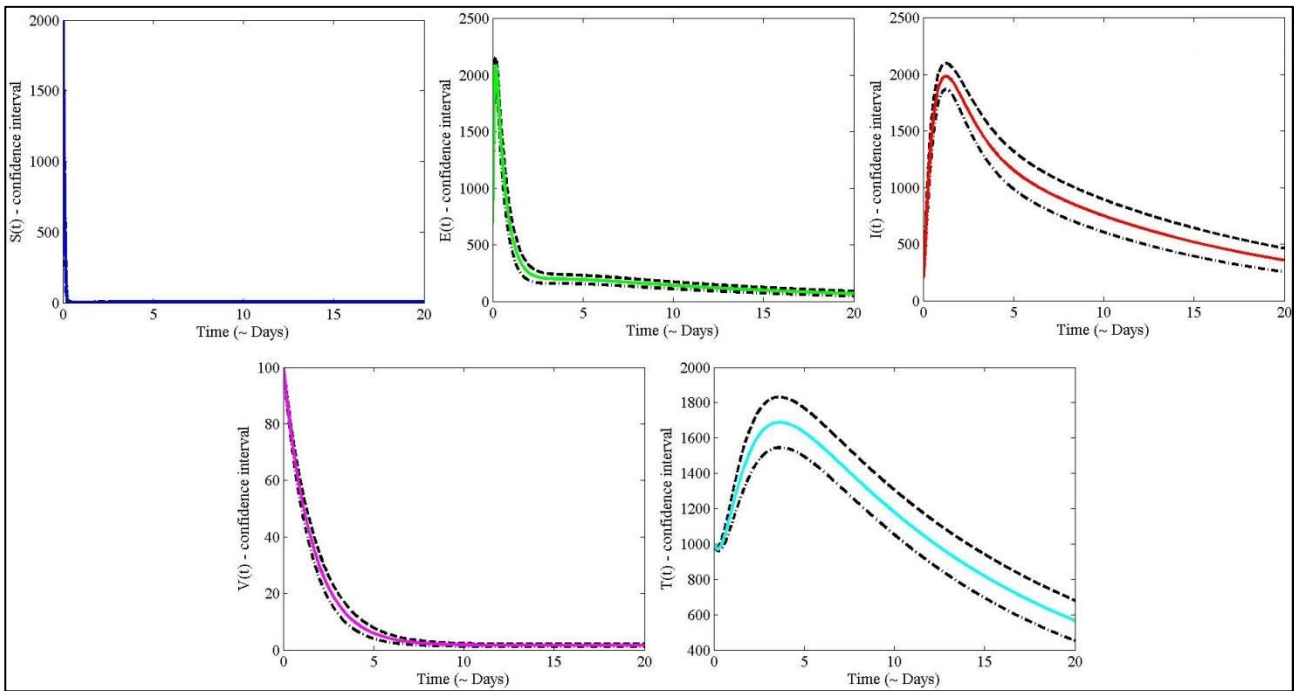 S(t) - confidence interval
2000
1500
1000
500
0
0 5 10 15 20
Time (~ Days)
E(t) - confidence interval
2500
2000
1500
1000
500
0
0 5 10 15 20
Time (~ Days)
I(t) - confidence interval
2500
2000
1500
1000
500
0
0 5 10 15 20
Time (~ Days)
V(t) - confidence interval
100
80
60
40
20
0
0 5 10 15 20
Time (~ Days)
T(t) - confidence interval
2000
1800
1600
1400
1200
1000
800
600
400
0 5 10 15 20
Time (~ Days)